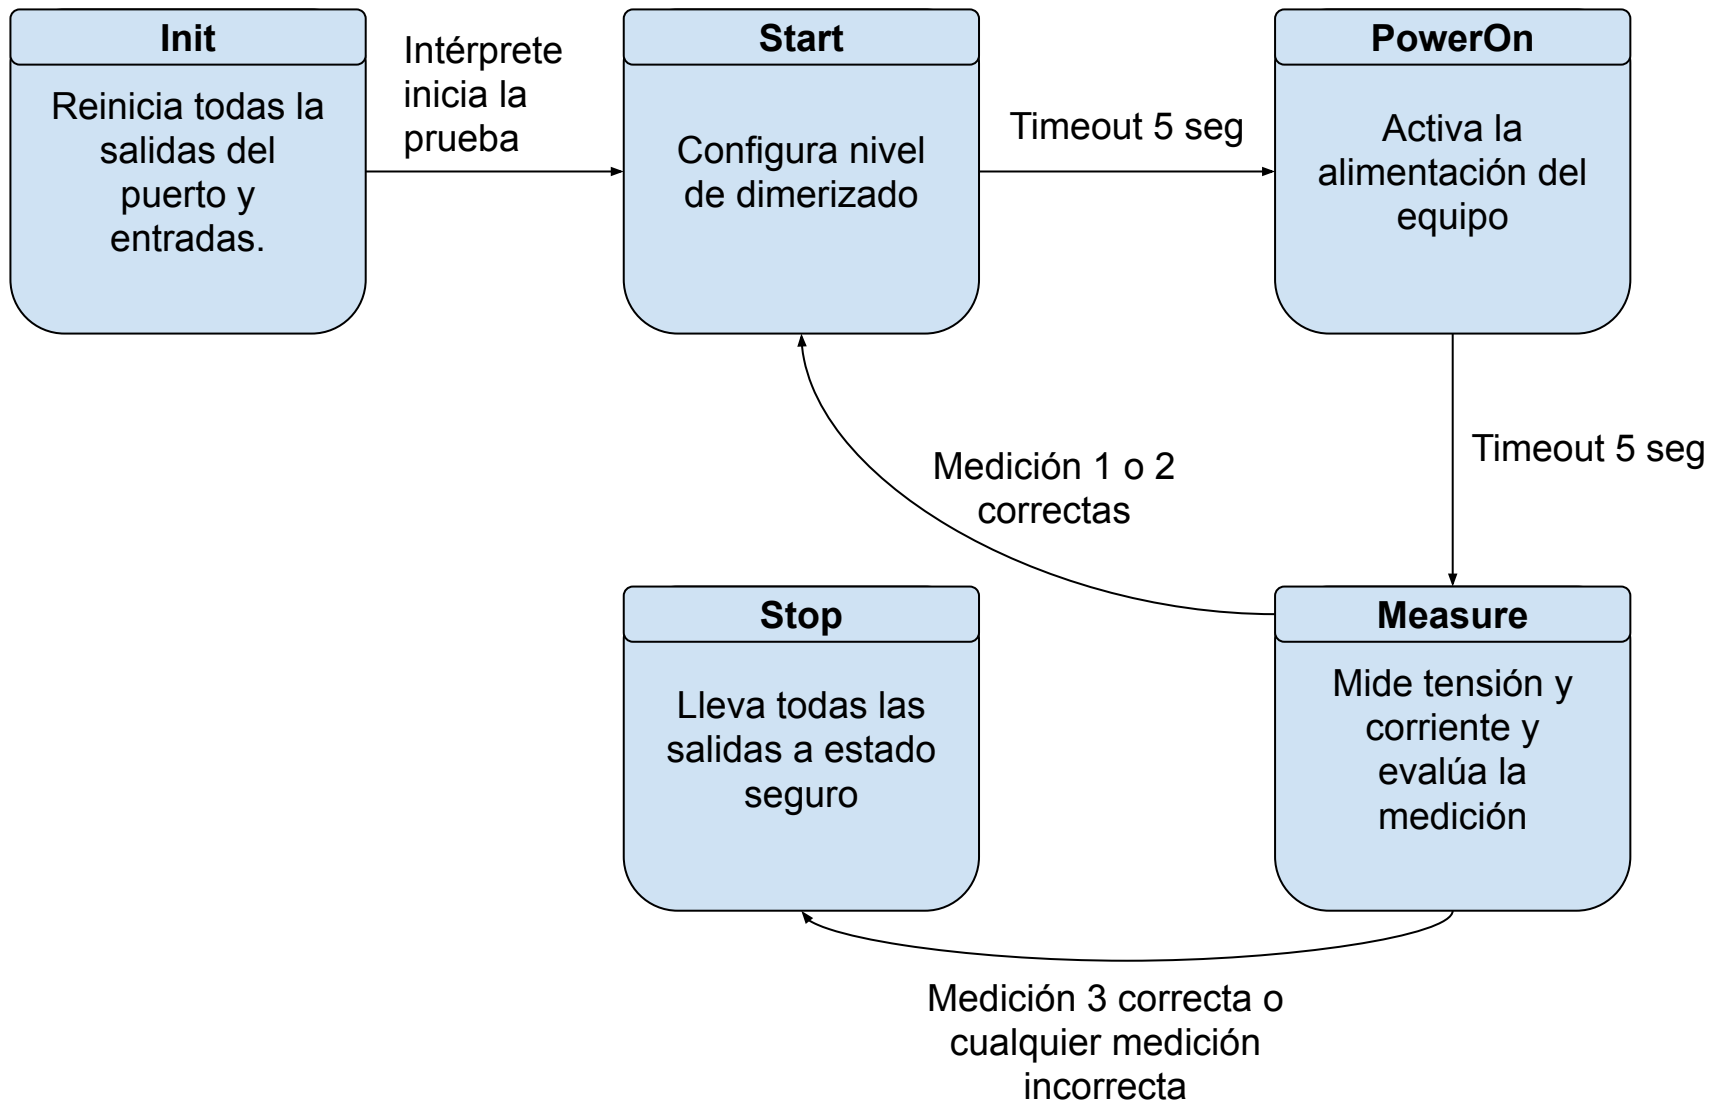 Init
Reinicia todas la
salidas del
puerto y
entradas.
Intérprete
inicia la
prueba
Start
Configura nivel
de dimerizado
Timeout 5 seg
PowerOn
Activa la
alimentación del
equipo
Timeout 5 seg
Medición 1 o 2
correctas
Stop
Lleva todas las
salidas a estado
seguro
Measure
Mide tensión y
corriente y
evalúa la
medición
Medición 3 correcta o
cualquier medición
incorrecta